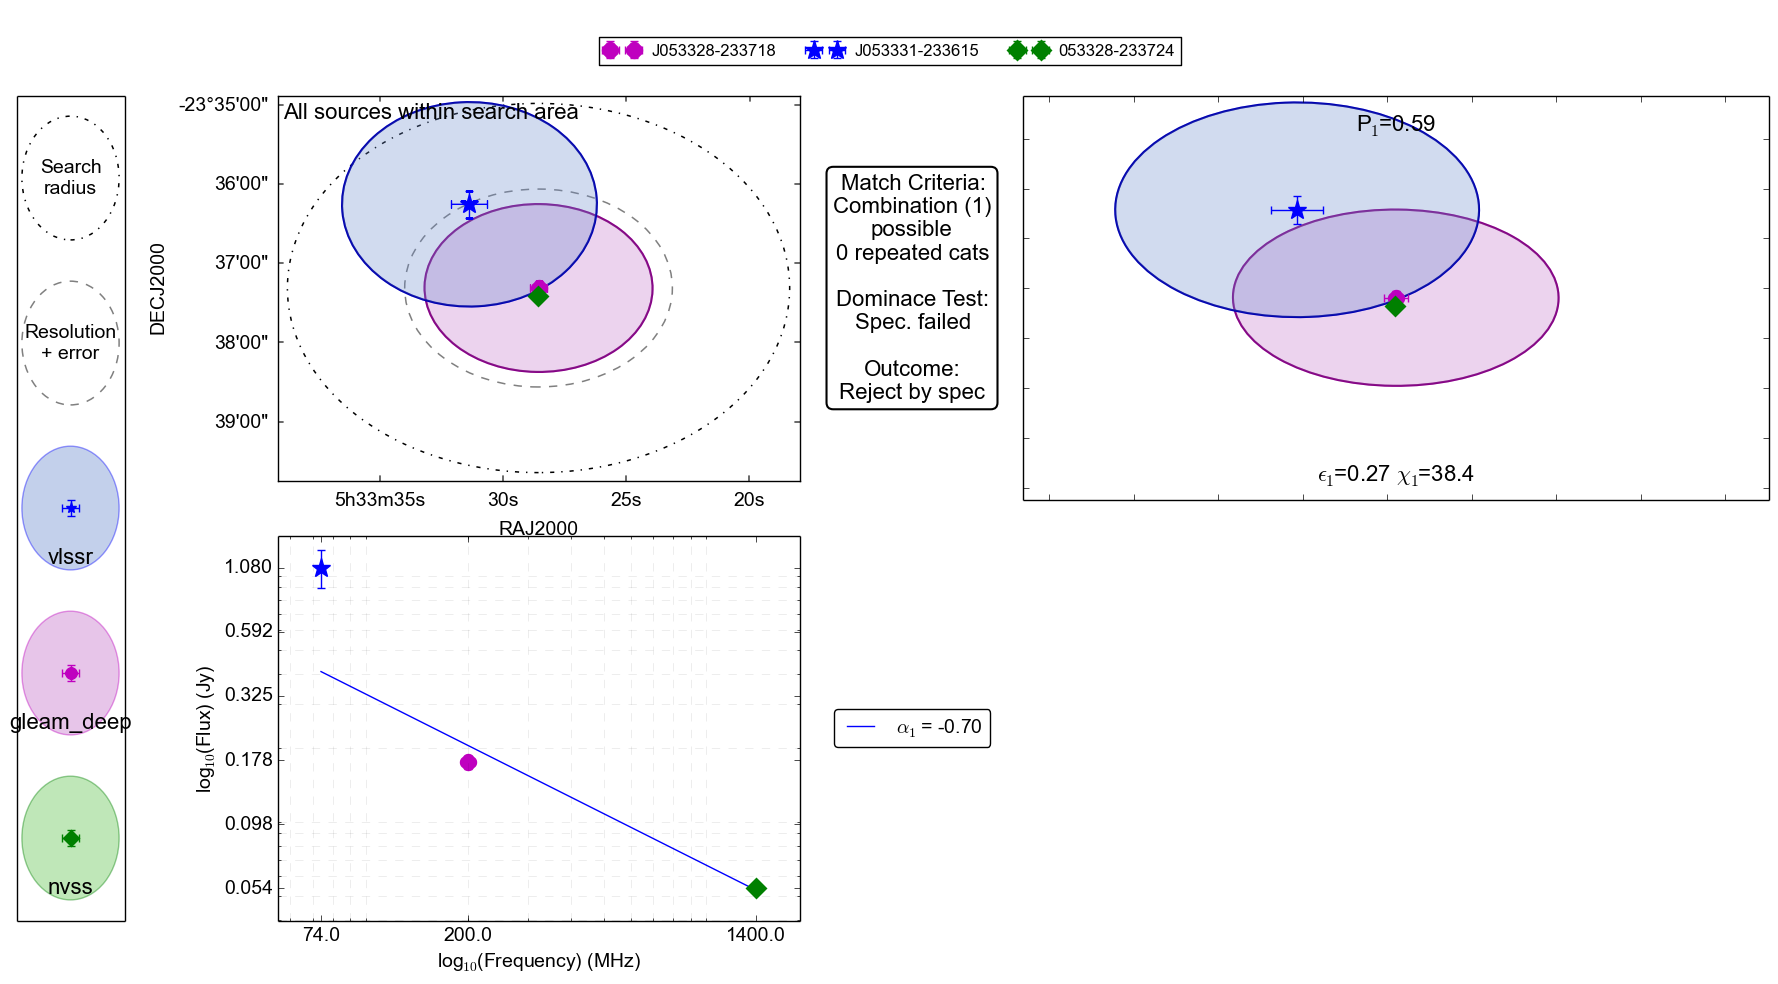 J053328-233718 J053331-233615 053328-233724
Search
radius
Resolution
+ error
vlssr
gleam_deep
nvss
All sources within search area
-23°35'00"
36'00"
37'00"
38'00"
39'00"
DECJ2000
5h33m35s 30s 25s 20s
RAJ2000
Match Criteria:
Combination (1)
possible
0 repeated cats
Dominace Test:
Spec. failed
Outcome:
Reject by spec
P₁=0.59
ϵ₁=0.27 χ₁=38.4
1.080
0.592
0.325
0.178
0.098
0.054
log₁₀(Flux) (Jy)
74.0 200.0 1400.0
log₁₀(Frequency) (MHz)
α₁ = -0.70